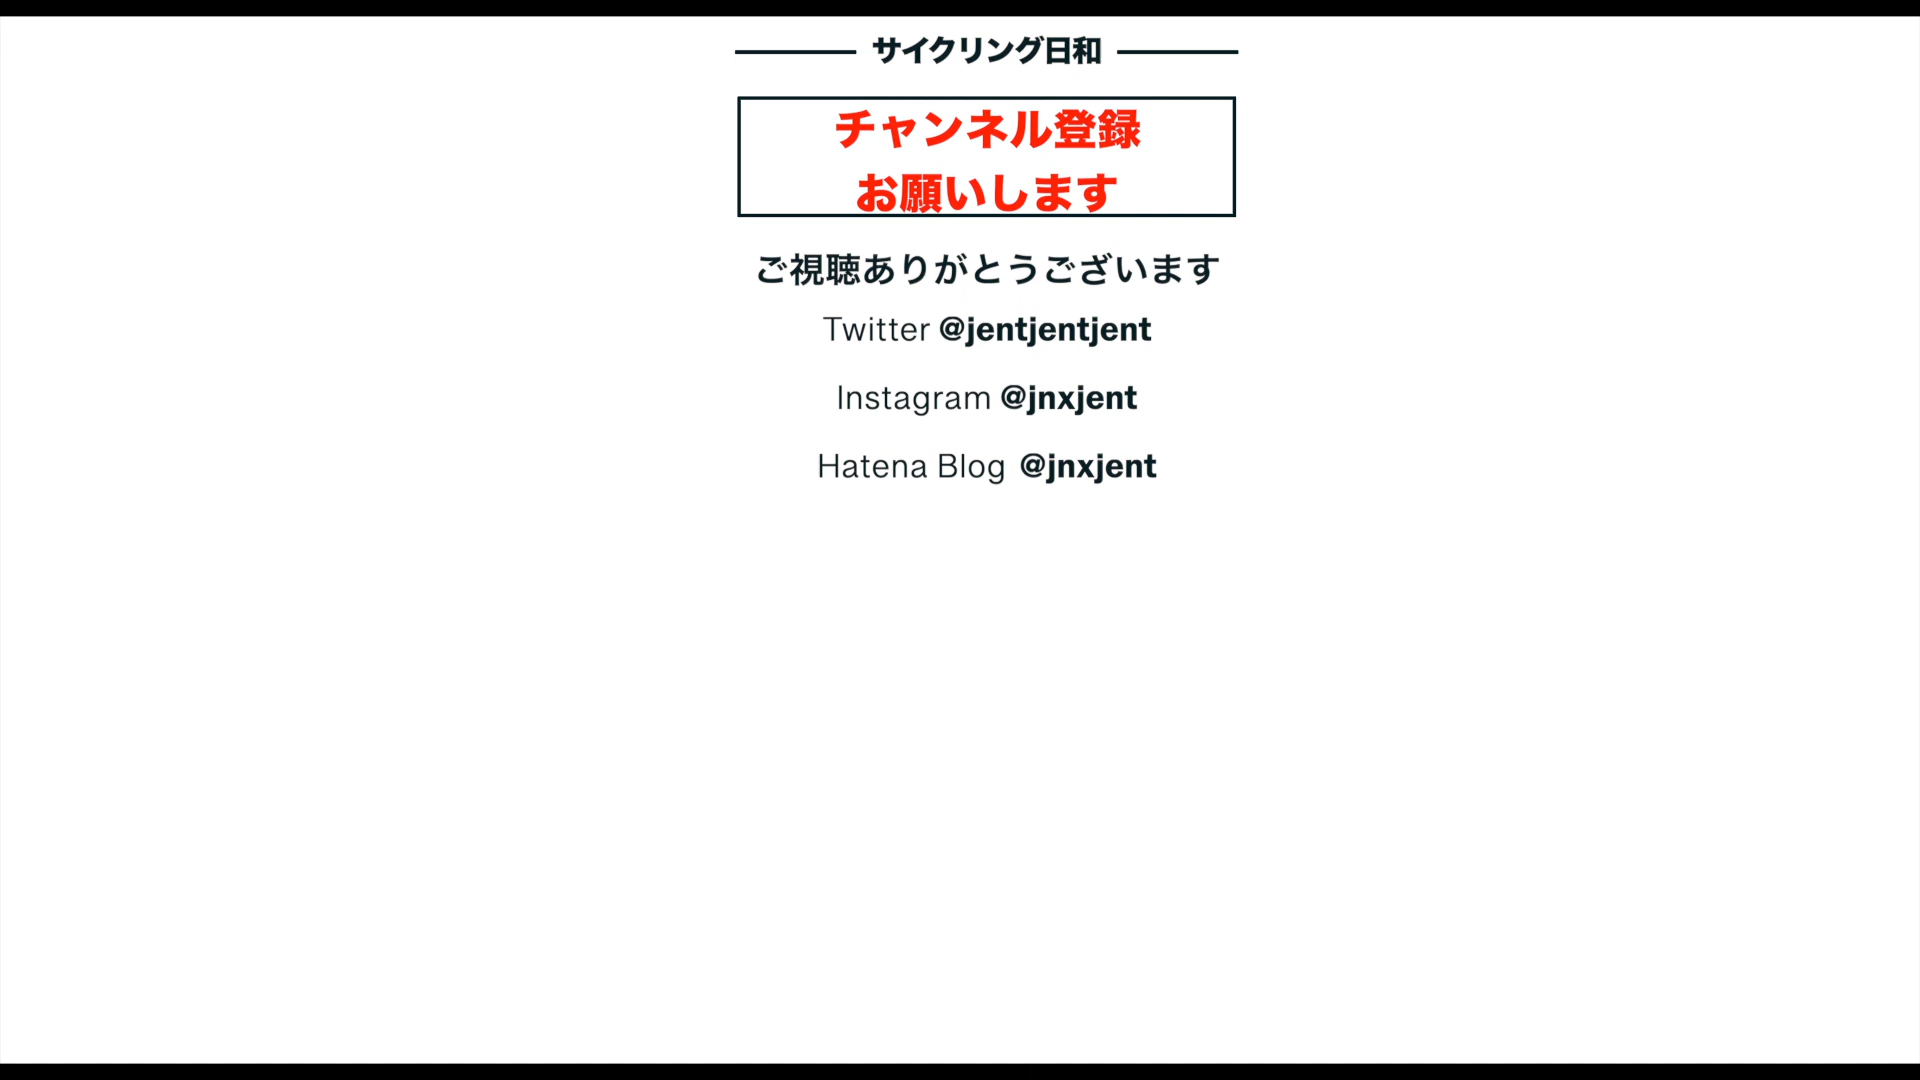 サイクリング日和
チャンネル登録
お願いします
ご視聴ありがとうございます
Twitter @jentjentjent
Instagram @jnxjent
Hatena Blog @jnxjent